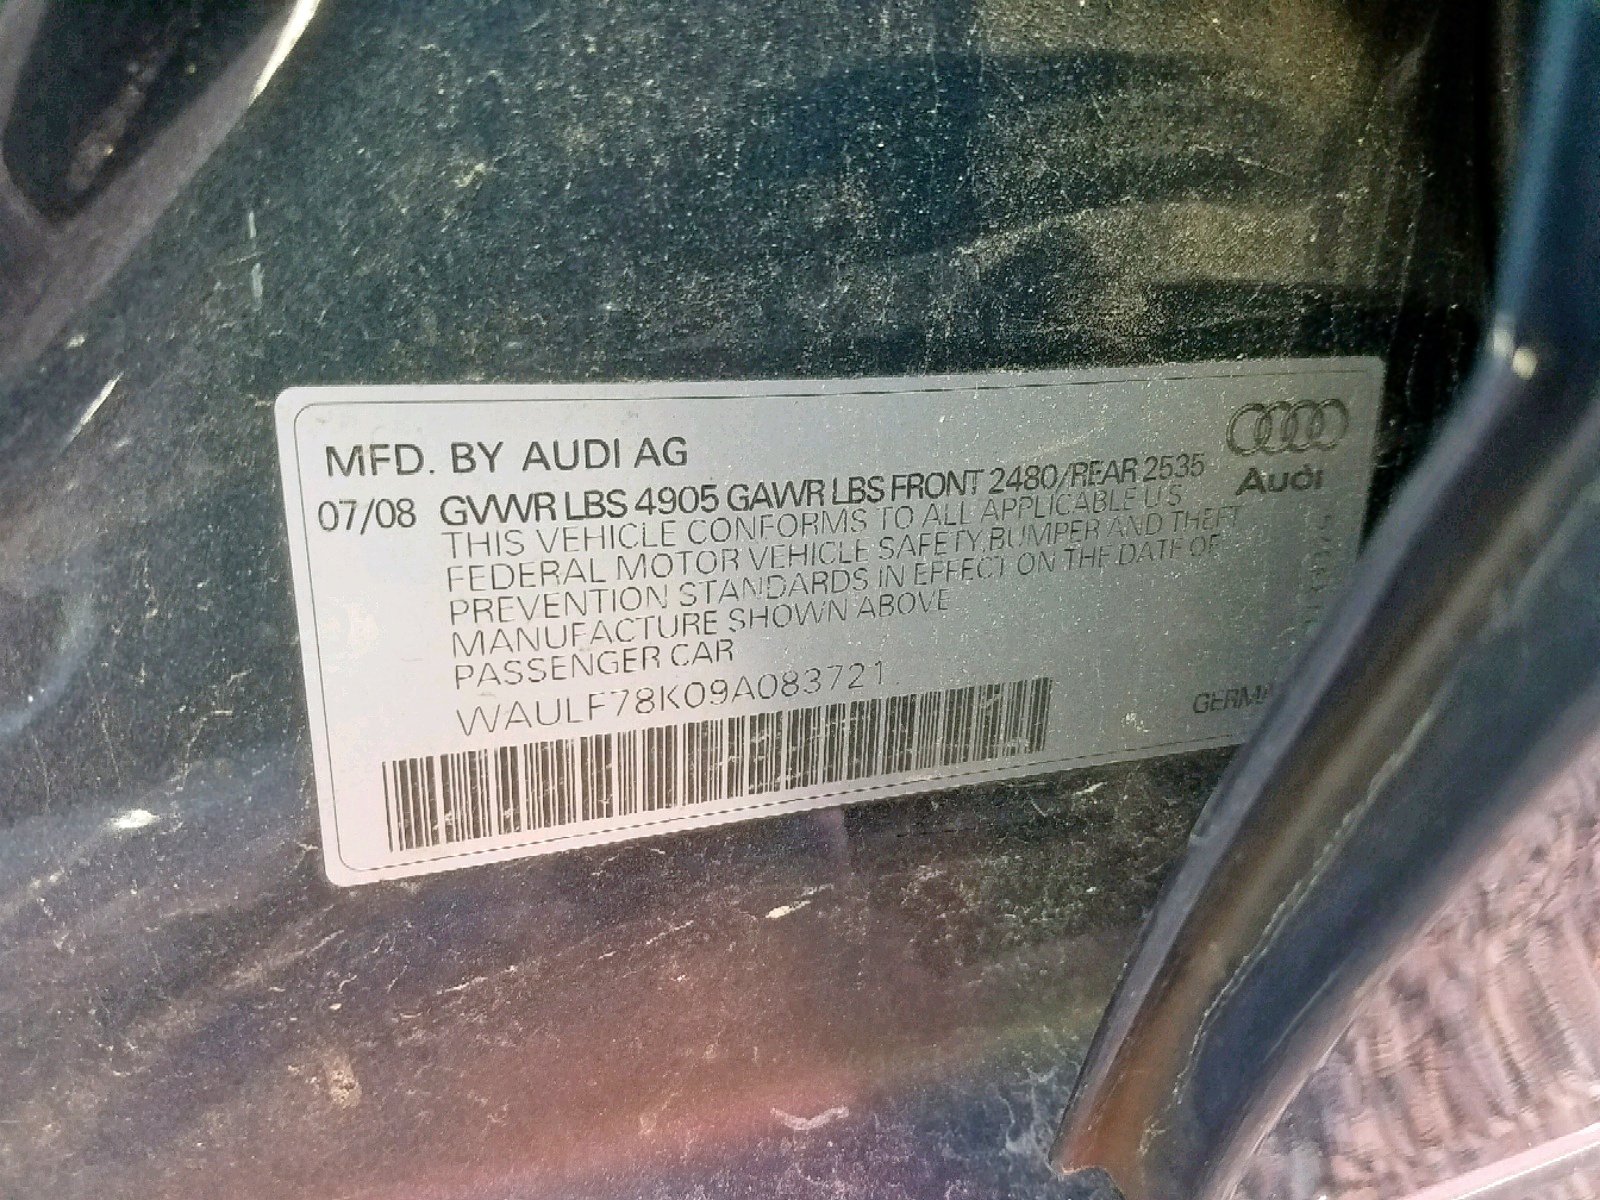 MFD. BY AUDI AG
Audi
07/08 GVWR LBS 4905 GAWR LBS FRONT 2480/REAR 2535
THIS VEHICLE CONFORMS TO ALL APPLICABLE U.S.
FEDERAL MOTOR VEHICLE SAFETY, BUMPER AND THEFT
PREVENTION STANDARDS IN EFFECT ON THE DATE OF
MANUFACTURE SHOWN ABOVE
PASSENGER CAR
WAULF78K09A083721